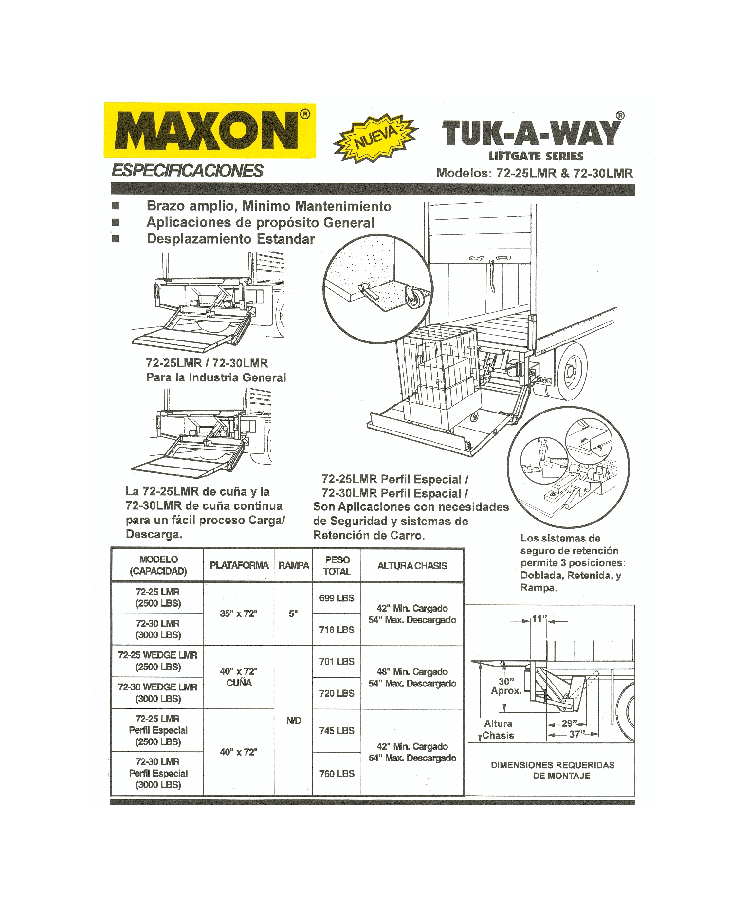 MAXON®
ESPECIFICACIONES
NUEVA
TUK-A-WAY®
LIFTGATE SERIES
Modelos: 72-25LMR & 72-30LMR
Brazo amplio, Minimo Mantenimiento
Aplicaciones de propósito General
Desplazamiento Estandar
72-25LMR / 72-30LMR
Para la Industria General
La 72-25LMR de cuña y la
72-30LMR de cuña continua
para un fácil proceso Carga/
Descarga.
72-25LMR Perfil Especial /
72-30LMR Perfil Espacial /
Son Aplicaciones con necesidades
de Seguridad y sistemas de
Retención de Carro.
Los sistemas de
seguro de retención
permite 3 posiciones:
Doblada, Retenida, y
Rampa.
MODELO
(CAPACIDAD)
PLATAFORMA
RAMPA
PESO
TOTAL
ALTURA CHASIS
72-25 LMR
(2500 LBS)
72-30 LMR
(3000 LBS)
35" x 72"
5"
699 LBS
716 LBS
42" Min. Cargado
54" Max. Descargado
72-25 WEDGE LMR
(2500 LBS)
72-30 WEDGE LMR
(3000 LBS)
40" x 72"
CUÑA
N/D
701 LBS
720 LBS
48" Min. Cargado
54" Max. Descargado
72-25 LMR
Perfil Especial
(2500 LBS)
72-30 LMR
Perfil Especial
(3000 LBS)
40" x 72"
745 LBS
760 LBS
42" Min. Cargado
54" Max. Descargado
11"
30"
Aprox.
Altura
Chasis
29"
37"
DIMENSIONES REQUERIDAS
DE MONTAJE